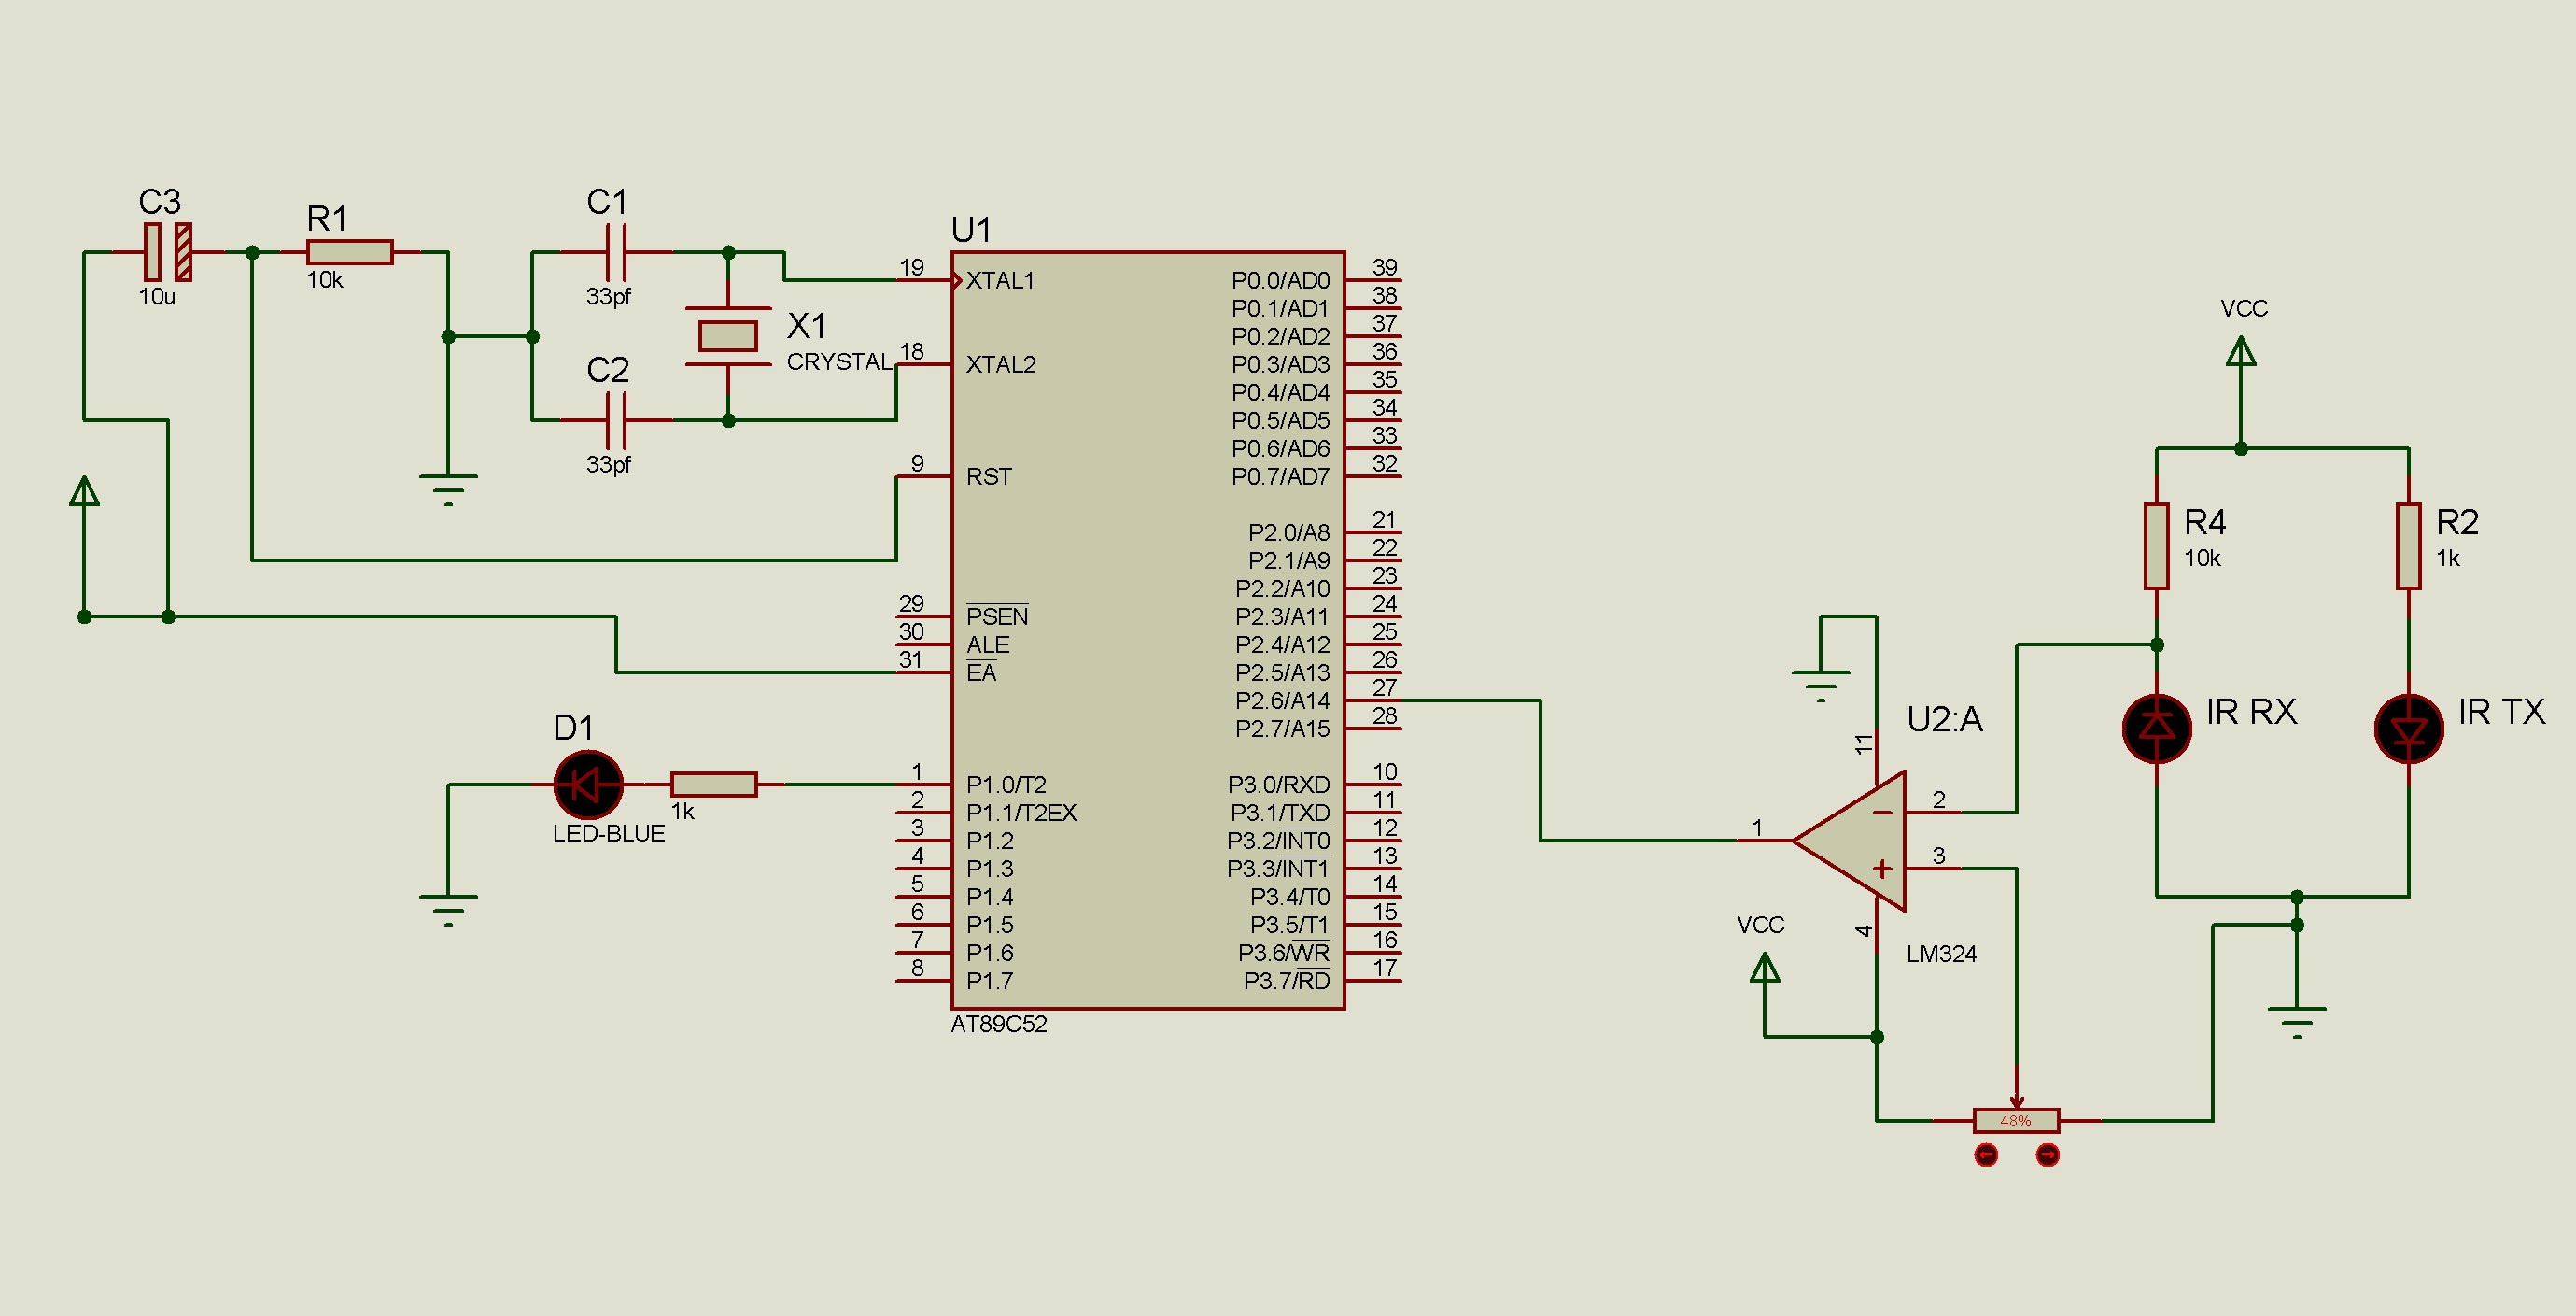 C3
10u
R1
10k
C1
33pf
C2
33pf
X1
CRYSTAL
U1
19 XTAL1
18 XTAL2
9 RST
29 PSEN
30 ALE
31 EA
1 P1.0/T2
2 P1.1/T2EX
3 P1.2
4 P1.3
5 P1.4
6 P1.5
7 P1.6
8 P1.7
P0.0/AD0 39
P0.1/AD1 38
P0.2/AD2 37
P0.3/AD3 36
P0.4/AD4 35
P0.5/AD5 34
P0.6/AD6 33
P0.7/AD7 32
P2.0/A8 21
P2.1/A9 22
P2.2/A10 23
P2.3/A11 24
P2.4/A12 25
P2.5/A13 26
P2.6/A14 27
P2.7/A15 28
P3.0/RXD 10
P3.1/TXD 11
P3.2/INT0 12
P3.3/INT1 13
P3.4/T0 14
P3.5/T1 15
P3.6/WR 16
P3.7/RD 17
AT89C52
D1
LED-BLUE
1k
VCC
R4
10k
R2
1k
IR RX
IR TX
U2:A
11
2
3
1
4
LM324
VCC
48%